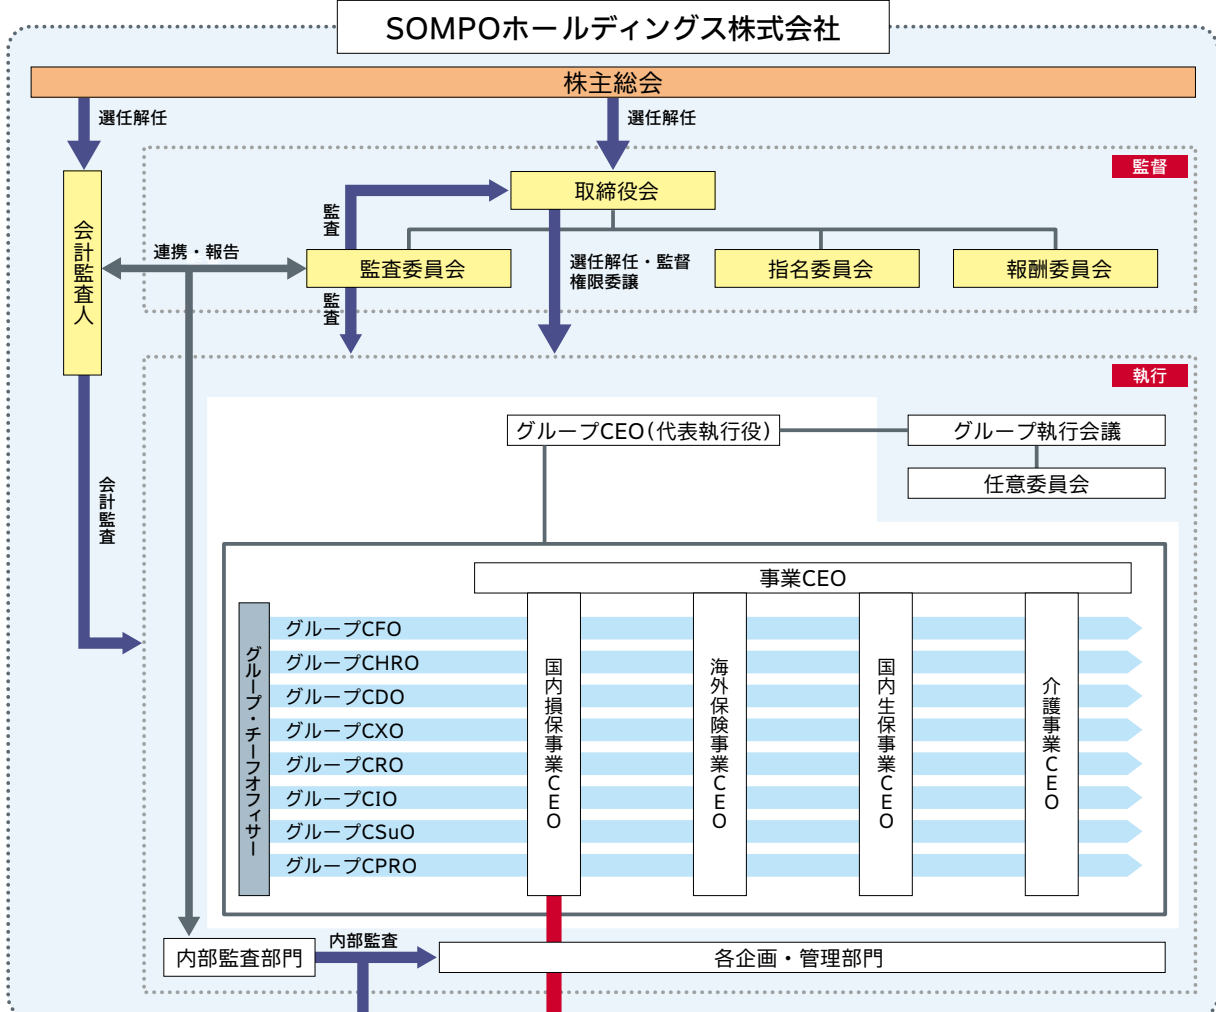 SOMPOホールディングス株式会社
株主総会
選任解任
選任解任
監督
取締役会
会計監査人
監査
連携・報告
監査委員会
選任解任・監督
権限委譲
指名委員会
報酬委員会
監査
執行
グループCEO(代表執行役)
グループ執行会議
任意委員会
会計監査
事業CEO
グループ・チーフオフィサー
グループCFO
グループCHRO
グループCDO
グループCXO
グループCRO
グループCIO
グループCSuO
グループCPRO
国内損保事業CEO
海外保険事業CEO
国内生保事業CEO
介護事業CEO
内部監査部門
内部監査
各企画・管理部門